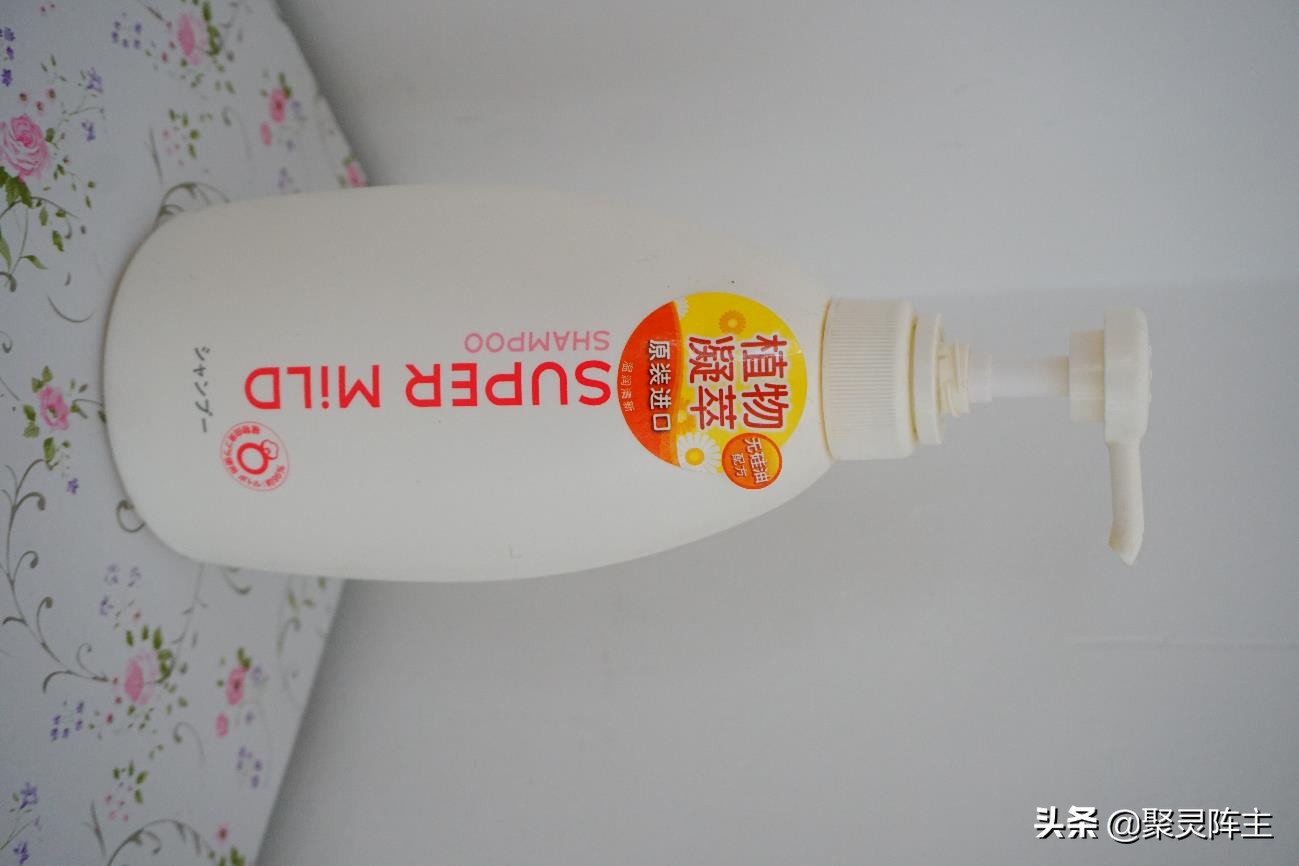 植物
凝萃
无硅油
配方
原装进口
温润清新
SUPER MiLD
SHAMPOO
シャンプー
头条 @聚灵阵主